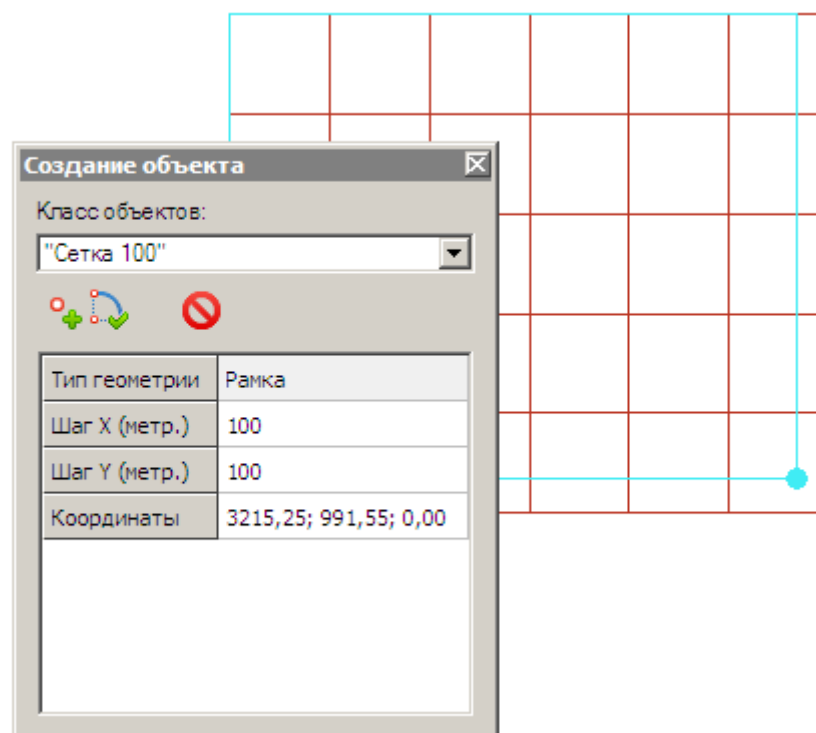 Создание объекта
Класс объектов:
"Сетка 100"
Тип геометрии Рамка
Шаг X (метр.) 100
Шаг Y (метр.) 100
Координаты 3215,25; 991,55; 0,00